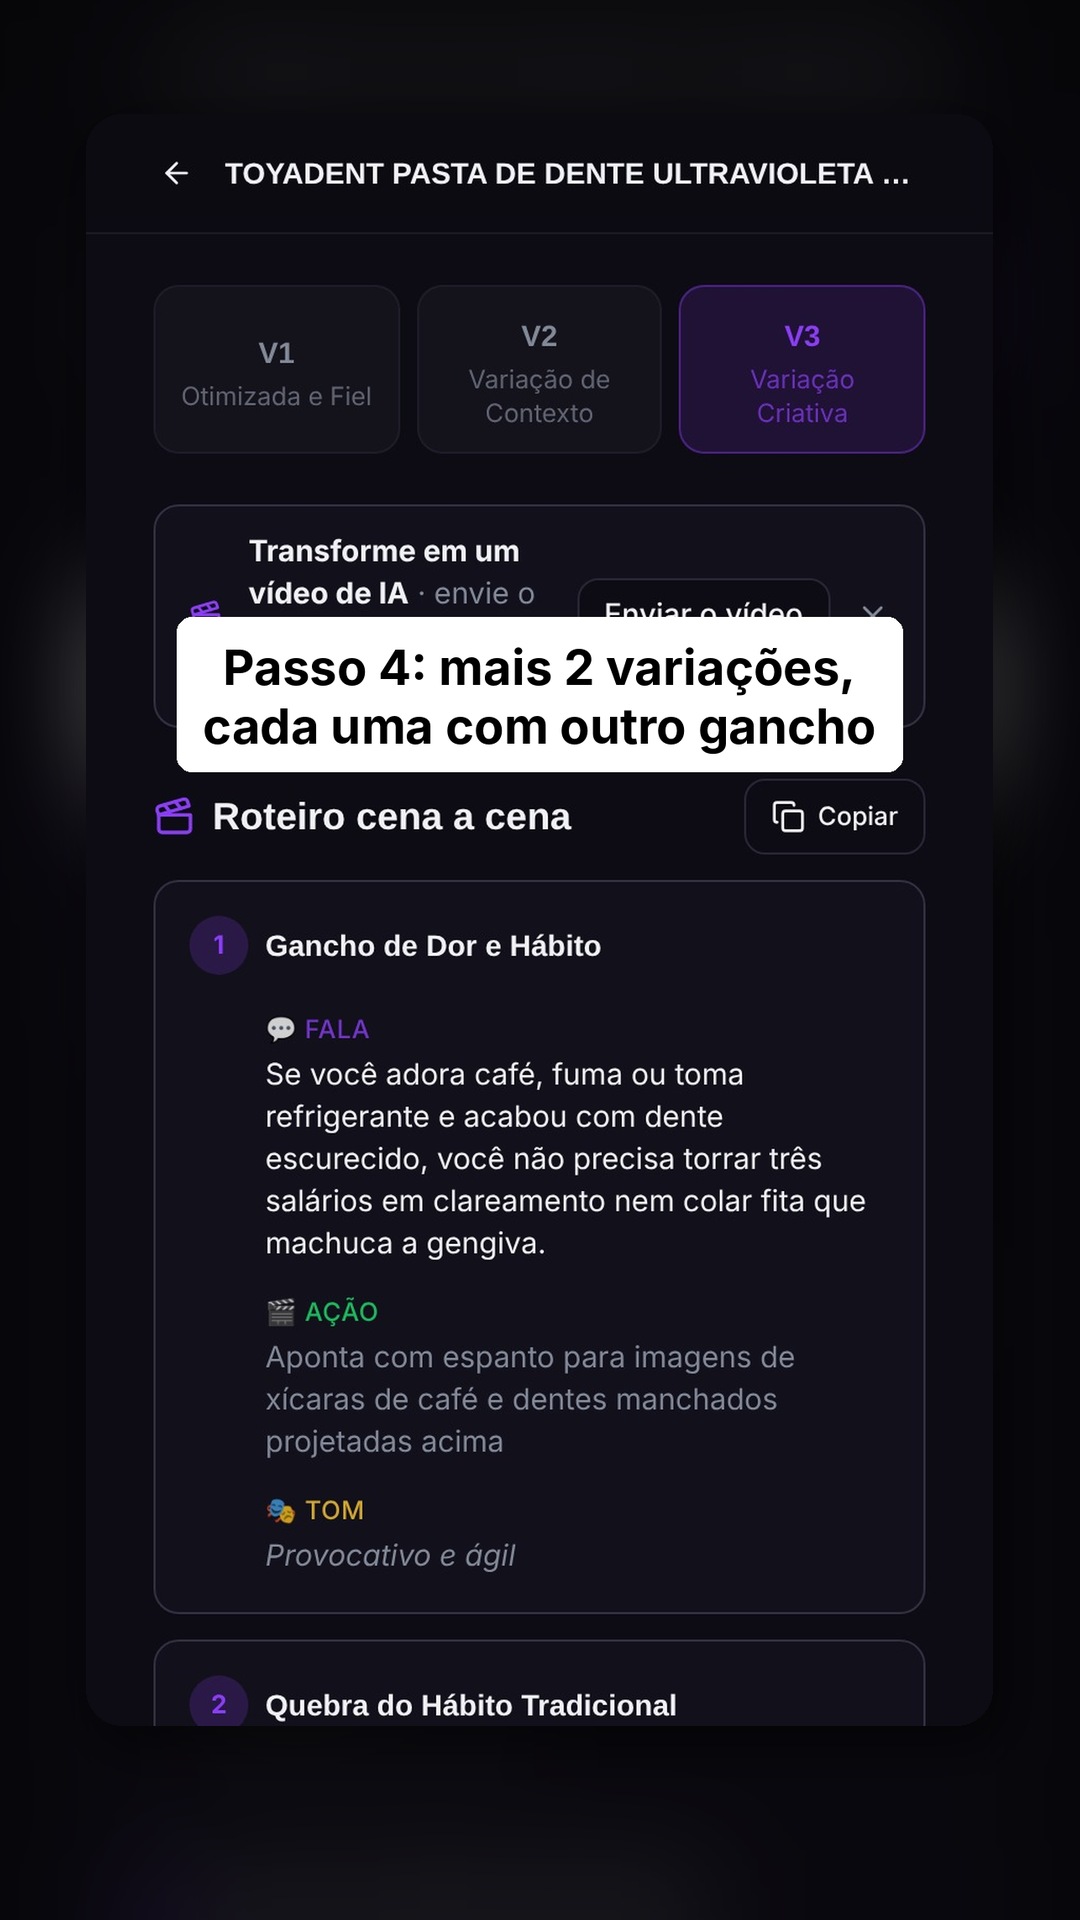 TOYADENT PASTA DE DENTE ULTRAVIOLETA ...
V1
Otimizada e Fiel
V2
Variação de
Contexto
V3
Variação
Criativa
Transforme em um
vídeo de IA · envie o
Enviar o vídeo
Passo 4: mais 2 variações,
cada uma com outro gancho
Roteiro cena a cena
Copiar
1
Gancho de Dor e Hábito
💬 FALA
Se você adora café, fuma ou toma
refrigerante e acabou com dente
escurecido, você não precisa torrar três
salários em clareamento nem colar fita que
machuca a gengiva.
🎬 AÇÃO
Aponta com espanto para imagens de
xícaras de café e dentes manchados
projetadas acima
🎭 TOM
Provocativo e ágil
2
Quebra do Hábito Tradicional